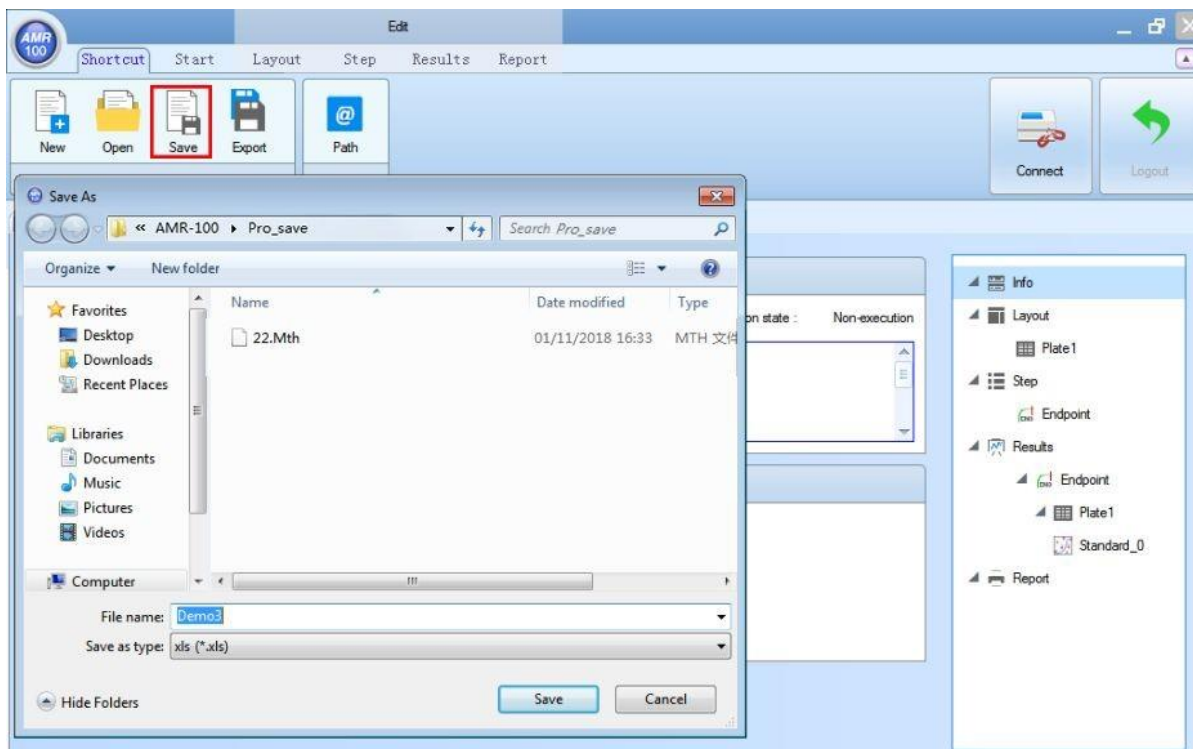 Edit
AMR
100
Shortcut Start Layout Step Results Report
New Open Save Export Path
Connect Logout
Save As
« AMR-100 ▸ Pro_save
Search Pro_save
Organize New folder
Favorites
Desktop
Downloads
Recent Places
Libraries
Documents
Music
Pictures
Videos
Computer
Name Date modified Type
22.Mth 01/11/2018 16:33 MTH 文件
File name: Demo3
Save as type: xls (*.xls)
Hide Folders Save Cancel
on state : Non-execution
Info
Layout
Plate1
Step
Endpoint
Results
Endpoint
Plate1
Standard_0
Report